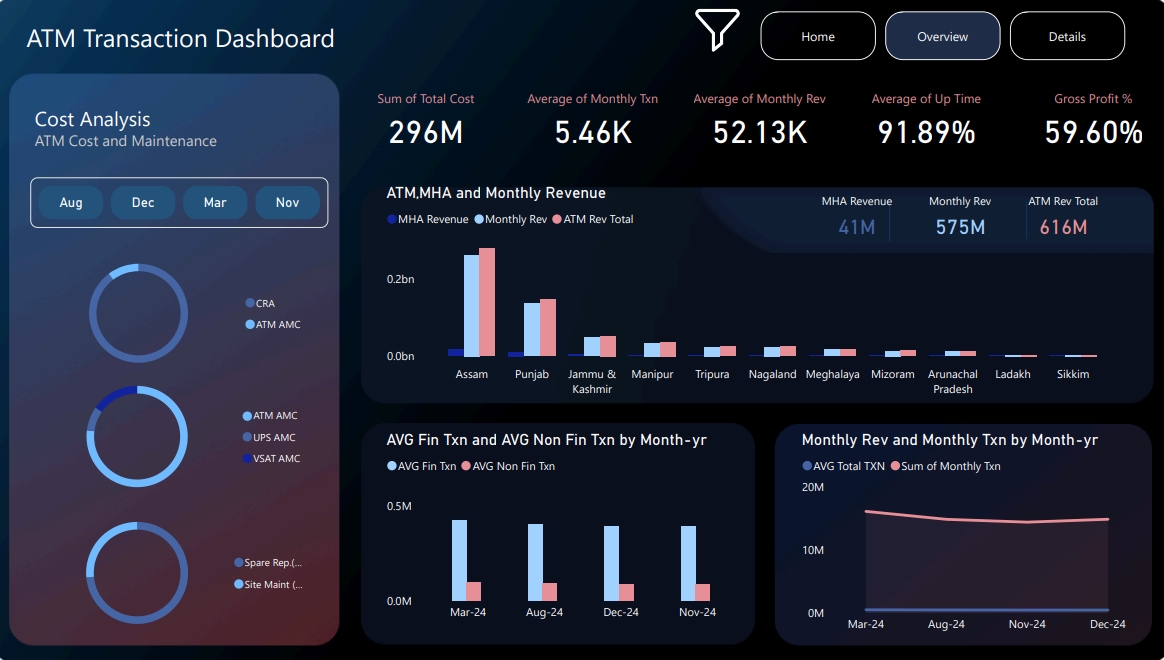 ATM Transaction Dashboard
Home
Overview
Details
Cost Analysis
ATM Cost and Maintenance
Aug
Dec
Mar
Nov
CRA
ATM AMC
ATM AMC
UPS AMC
VSAT AMC
Spare Rep.(...
Site Maint (...
Sum of Total Cost
296M
Average of Monthly Txn
5.46K
Average of Monthly Rev
52.13K
Average of Up Time
91.89%
Gross Profit %
59.60%
ATM,MHA and Monthly Revenue
MHA Revenue Monthly Rev ATM Rev Total
MHA Revenue
41M
Monthly Rev
575M
ATM Rev Total
616M
0.2bn
0.0bn
Assam
Punjab
Jammu &
Kashmir
Manipur
Tripura
Nagaland
Meghalaya
Mizoram
Arunachal
Pradesh
Ladakh
Sikkim
AVG Fin Txn and AVG Non Fin Txn by Month-yr
AVG Fin Txn AVG Non Fin Txn
0.5M
0.0M
Mar-24
Aug-24
Dec-24
Nov-24
Monthly Rev and Monthly Txn by Month-yr
AVG Total TXN Sum of Monthly Txn
20M
10M
0M
Mar-24
Aug-24
Nov-24
Dec-24